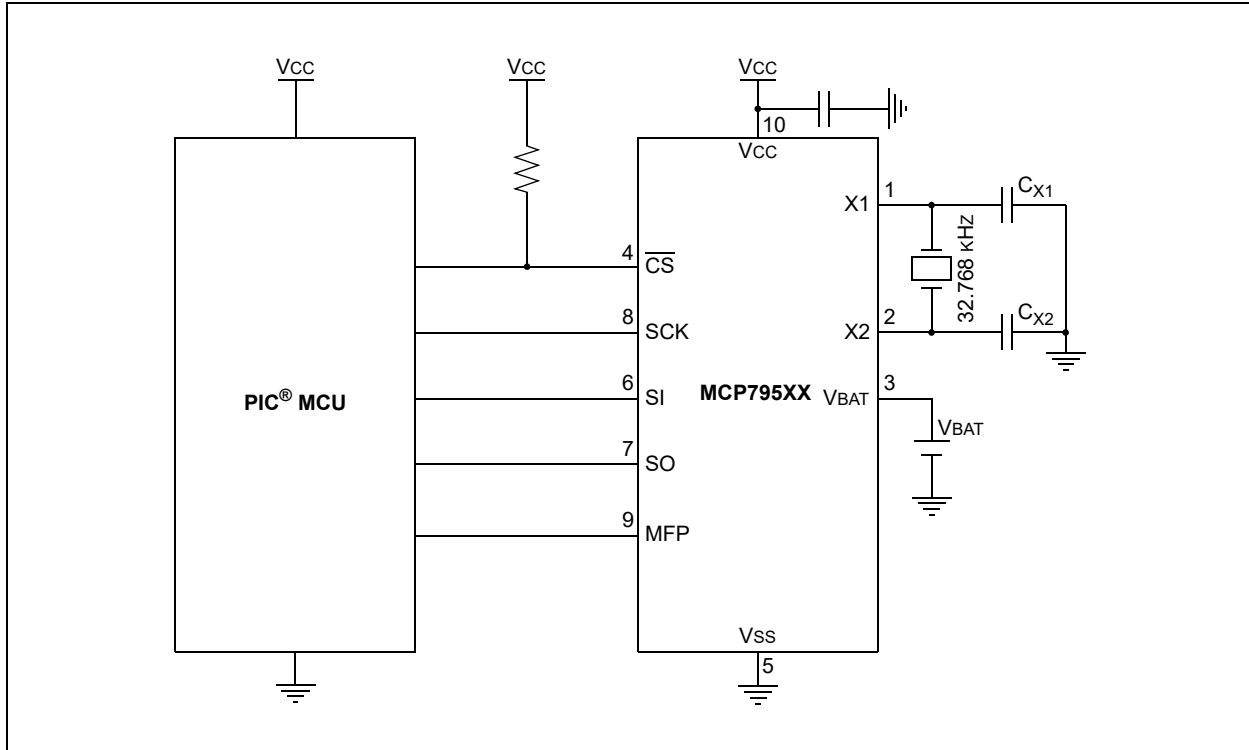 VCC
VCC
VCC
10
VCC
1
X1
CX1
32.768 KHZ
4
CS
8
SCK
2
X2
CX2
PIC® MCU
6
SI
MCP795XX
3
VBAT
VBAT
7
SO
9
MFP
VSS
5